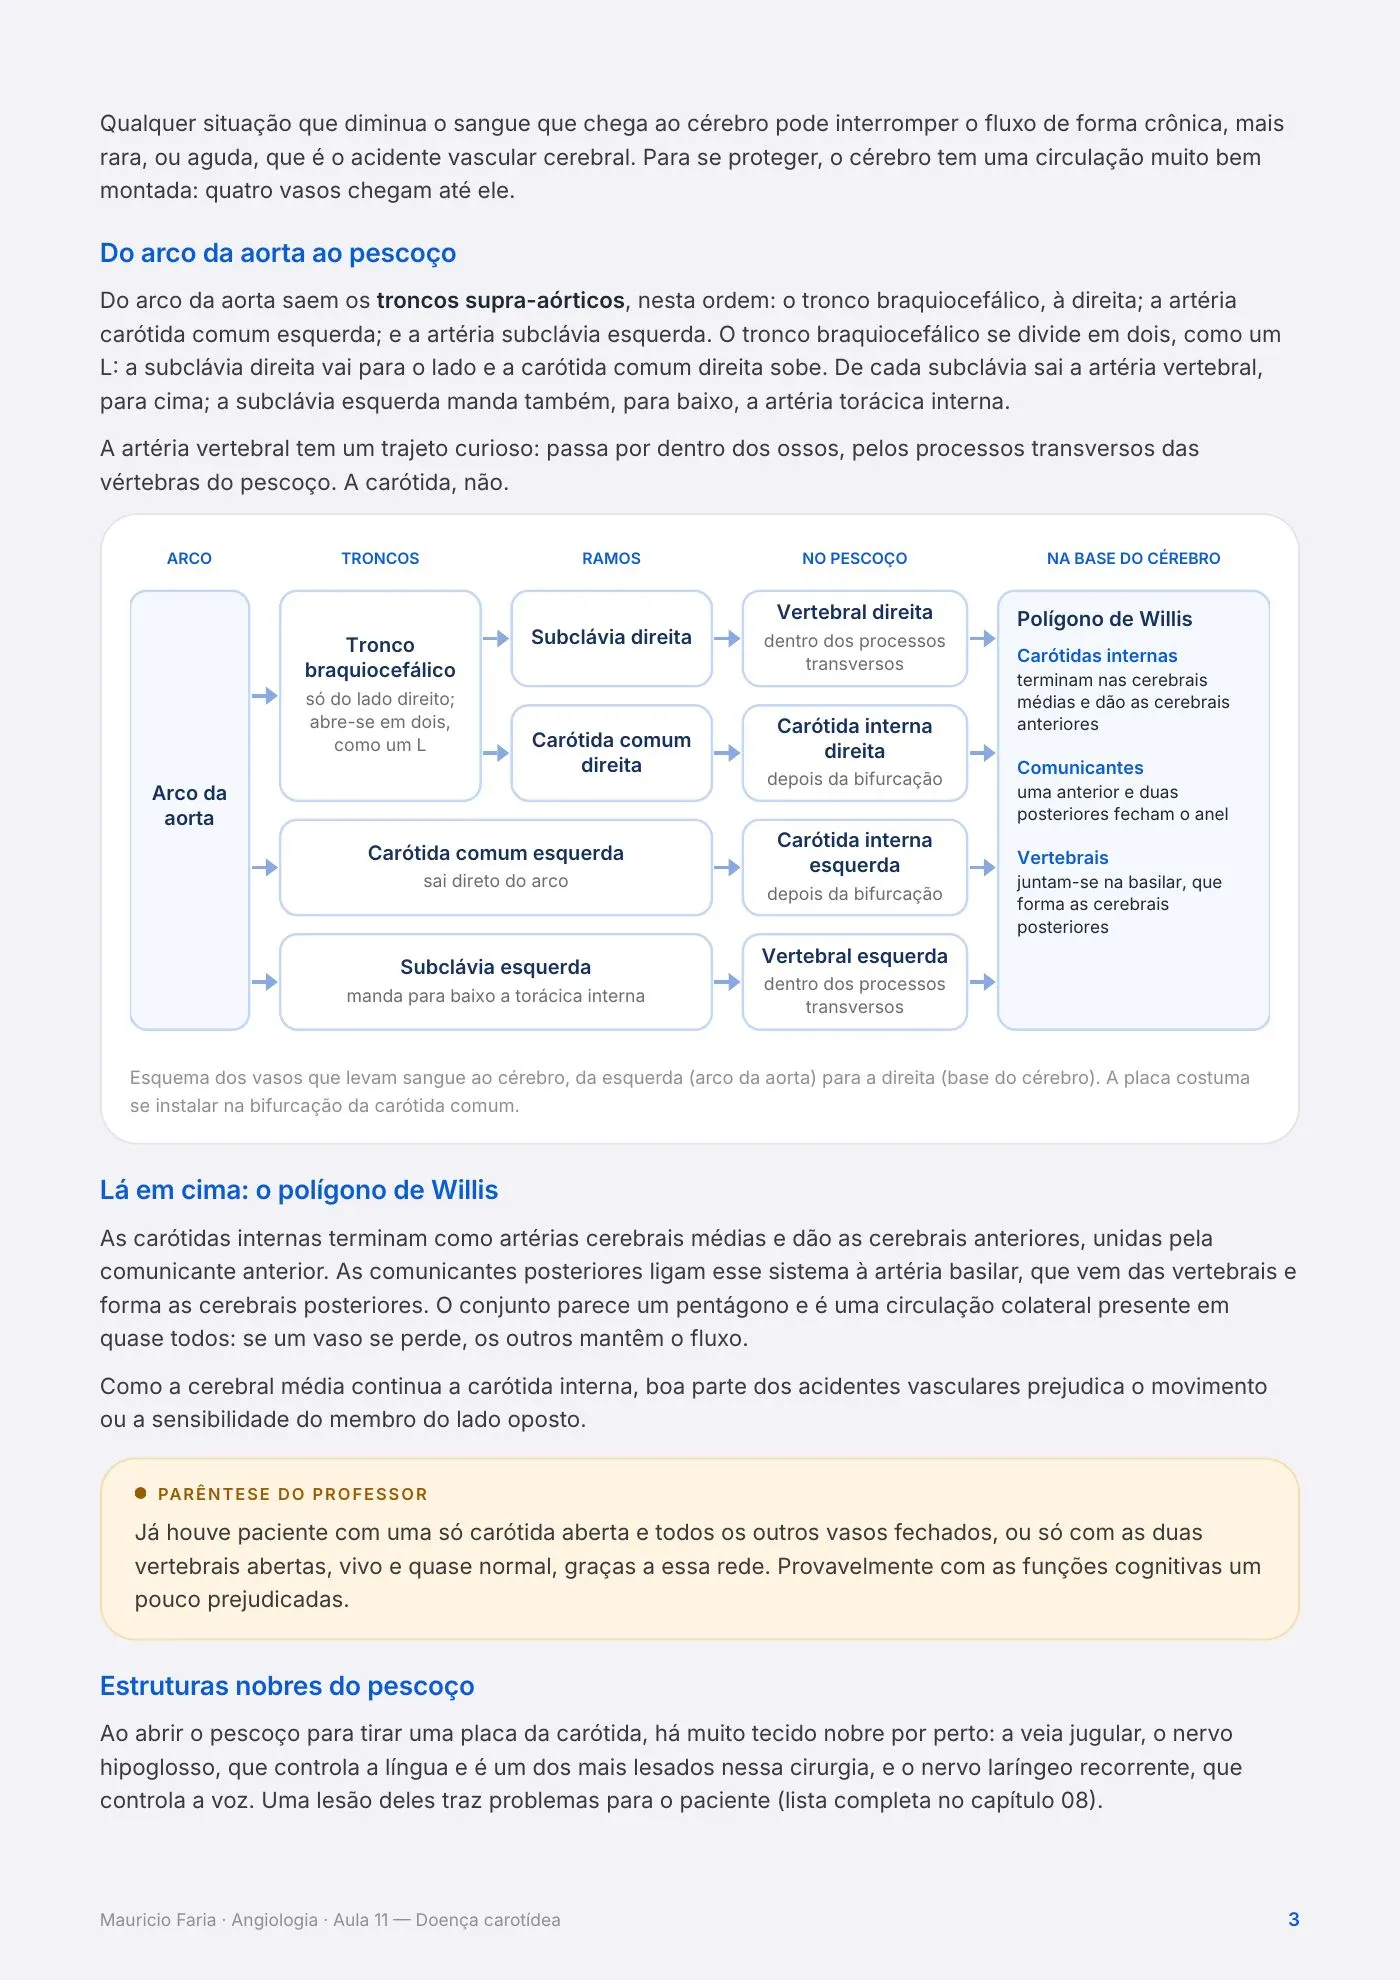 Qualquer situação que diminua o sangue que chega ao cérebro pode interromper o fluxo de forma crônica, mais
rara, ou aguda, que é o acidente vascular cerebral. Para se proteger, o cérebro tem uma circulação muito bem
montada: quatro vasos chegam até ele.
Do arco da aorta ao pescoço
Do arco da aorta saem os troncos supra-aórticos, nesta ordem: o tronco braquiocefálico, à direita; a artéria
carótida comum esquerda; e a artéria subclávia esquerda. O tronco braquiocefálico se divide em dois, como um
L: a subclávia direita vai para o lado e a carótida comum direita sobe. De cada subclávia sai a artéria vertebral,
para cima; a subclávia esquerda manda também, para baixo, a artéria torácica interna.
A artéria vertebral tem um trajeto curioso: passa por dentro dos ossos, pelos processos transversos das
vértebras do pescoço. A carótida, não.
ARCO
TRONCOS
RAMOS
NO PESCOÇO
NA BASE DO CÉREBRO
Arco da
aorta
Tronco
braquiocefálico
só do lado direito;
abre-se em dois,
como um L
Subclávia direita
Vertebral direita
dentro dos processos
transversos
Carótida comum
direita
Carótida interna
direita
depois da bifurcação
Carótida comum esquerda
sai direto do arco
Carótida interna
esquerda
depois da bifurcação
Subclávia esquerda
manda para baixo a torácica interna
Vertebral esquerda
dentro dos processos
transversos
Polígono de Willis
Carótidas internas
terminam nas cerebrais
médias e dão as cerebrais
anteriores
Comunicantes
uma anterior e duas
posteriores fecham o anel
Vertebrais
juntam-se na basilar, que
forma as cerebrais
posteriores
Esquema dos vasos que levam sangue ao cérebro, da esquerda (arco da aorta) para a direita (base do cérebro). A placa costuma
se instalar na bifurcação da carótida comum.
Lá em cima: o polígono de Willis
As carótidas internas terminam como artérias cerebrais médias e dão as cerebrais anteriores, unidas pela
comunicante anterior. As comunicantes posteriores ligam esse sistema à artéria basilar, que vem das vertebrais e
forma as cerebrais posteriores. O conjunto parece um pentágono e é uma circulação colateral presente em
quase todos: se um vaso se perde, os outros mantêm o fluxo.
Como a cerebral média continua a carótida interna, boa parte dos acidentes vasculares prejudica o movimento
ou a sensibilidade do membro do lado oposto.
PARÊNTESE DO PROFESSOR
Já houve paciente com uma só carótida aberta e todos os outros vasos fechados, ou só com as duas
vertebrais abertas, vivo e quase normal, graças a essa rede. Provavelmente com as funções cognitivas um
pouco prejudicadas.
Estruturas nobres do pescoço
Ao abrir o pescoço para tirar uma placa da carótida, há muito tecido nobre por perto: a veia jugular, o nervo
hipoglosso, que controla a língua e é um dos mais lesados nessa cirurgia, e o nervo laríngeo recorrente, que
controla a voz. Uma lesão deles traz problemas para o paciente (lista completa no capítulo 08).
Mauricio Faria · Angiologia · Aula 11 — Doença carotídea
3